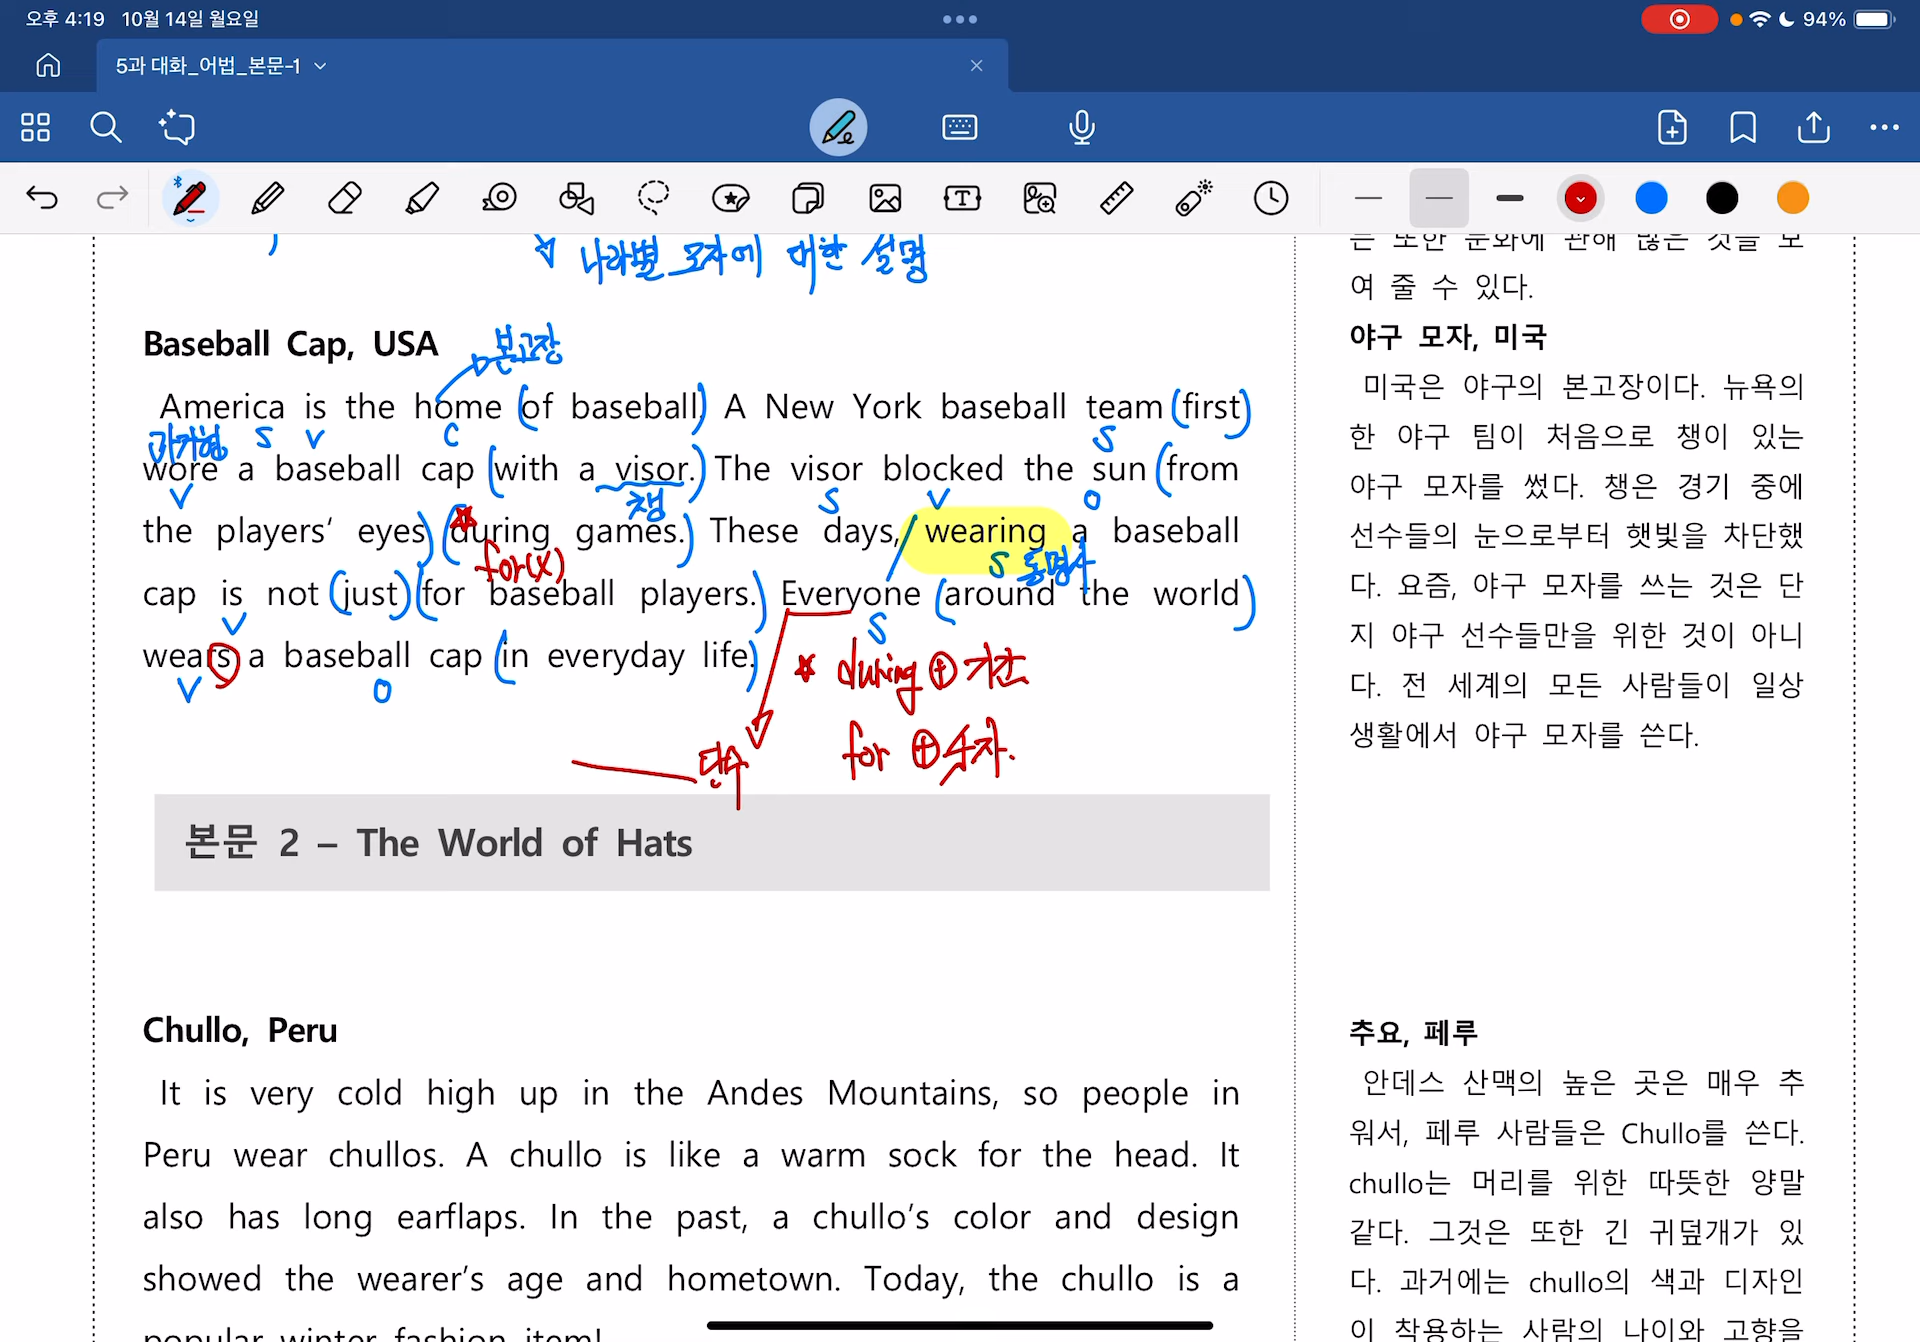 오후 4:19 10월 14일 월요일
94%
5과 대화_어법_본문-1
나라별 모자에 대한 설명
Baseball Cap, USA
본고장
America is the home (of baseball.) A New York baseball team (first)
과거형 S V C S
wore a baseball cap (with a visor.) The visor blocked the sun (from
V 챙 S V O
the players‘ eyes) (during games.) These days, / wearing a baseball
for(x) S 동명사
cap is not (just) (for baseball players.) Everyone (around the world)
V S
wears a baseball cap (in everyday life.)
V O
* during ⊕ 기간
for ⊕ 숫자.
단수
본문 2 – The World of Hats
Chullo, Peru
It is very cold high up in the Andes Mountains, so people in
Peru wear chullos. A chullo is like a warm sock for the head. It
also has long earflaps. In the past, a chullo’s color and design
showed the wearer’s age and hometown. Today, the chullo is a
popular winter fashion item!
는 또한 문화에 관해 많은 것을 보
여 줄 수 있다.
야구 모자, 미국
미국은 야구의 본고장이다. 뉴욕의
한 야구 팀이 처음으로 챙이 있는
야구 모자를 썼다. 챙은 경기 중에
선수들의 눈으로부터 햇빛을 차단했
다. 요즘, 야구 모자를 쓰는 것은 단
지 야구 선수들만을 위한 것이 아니
다. 전 세계의 모든 사람들이 일상
생활에서 야구 모자를 쓴다.
추요, 페루
안데스 산맥의 높은 곳은 매우 추
워서, 페루 사람들은 Chullo를 쓴다.
chullo는 머리를 위한 따뜻한 양말
같다. 그것은 또한 긴 귀덮개가 있
다. 과거에는 chullo의 색과 디자인
이 착용하는 사람의 나이와 고향을